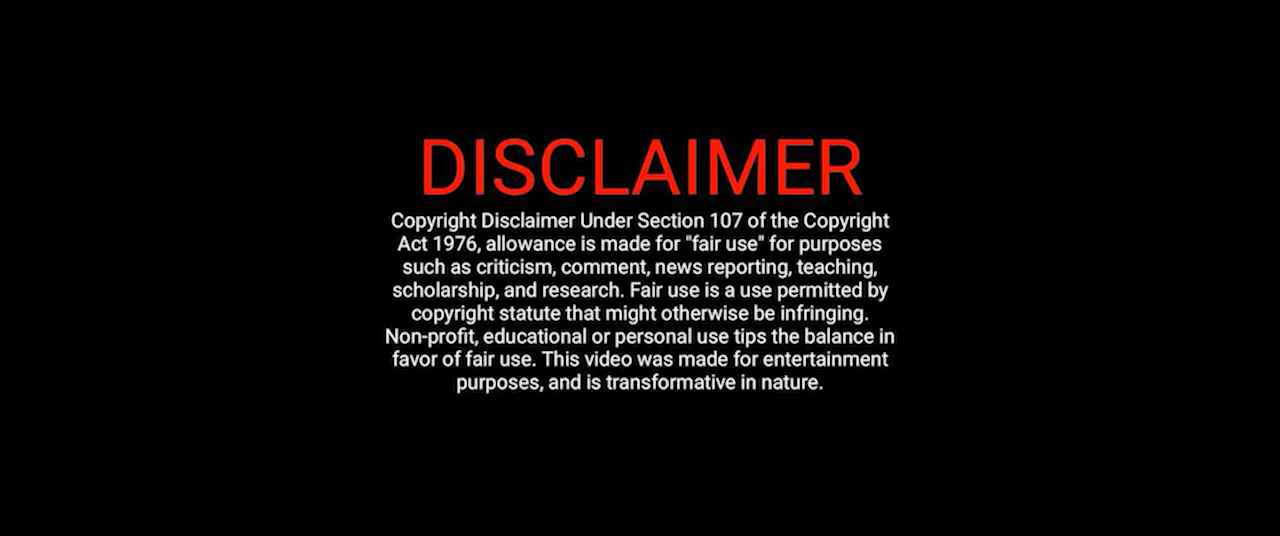 DISCLAIMER
Copyright Disclaimer Under Section 107 of the Copyright
Act 1976, allowance is made for "fair use" for purposes
such as criticism, comment, news reporting, teaching,
scholarship, and research. Fair use is a use permitted by
copyright statute that might otherwise be infringing.
Non-profit, educational or personal use tips the balance in
favor of fair use. This video was made for entertainment
purposes, and is transformative in nature.